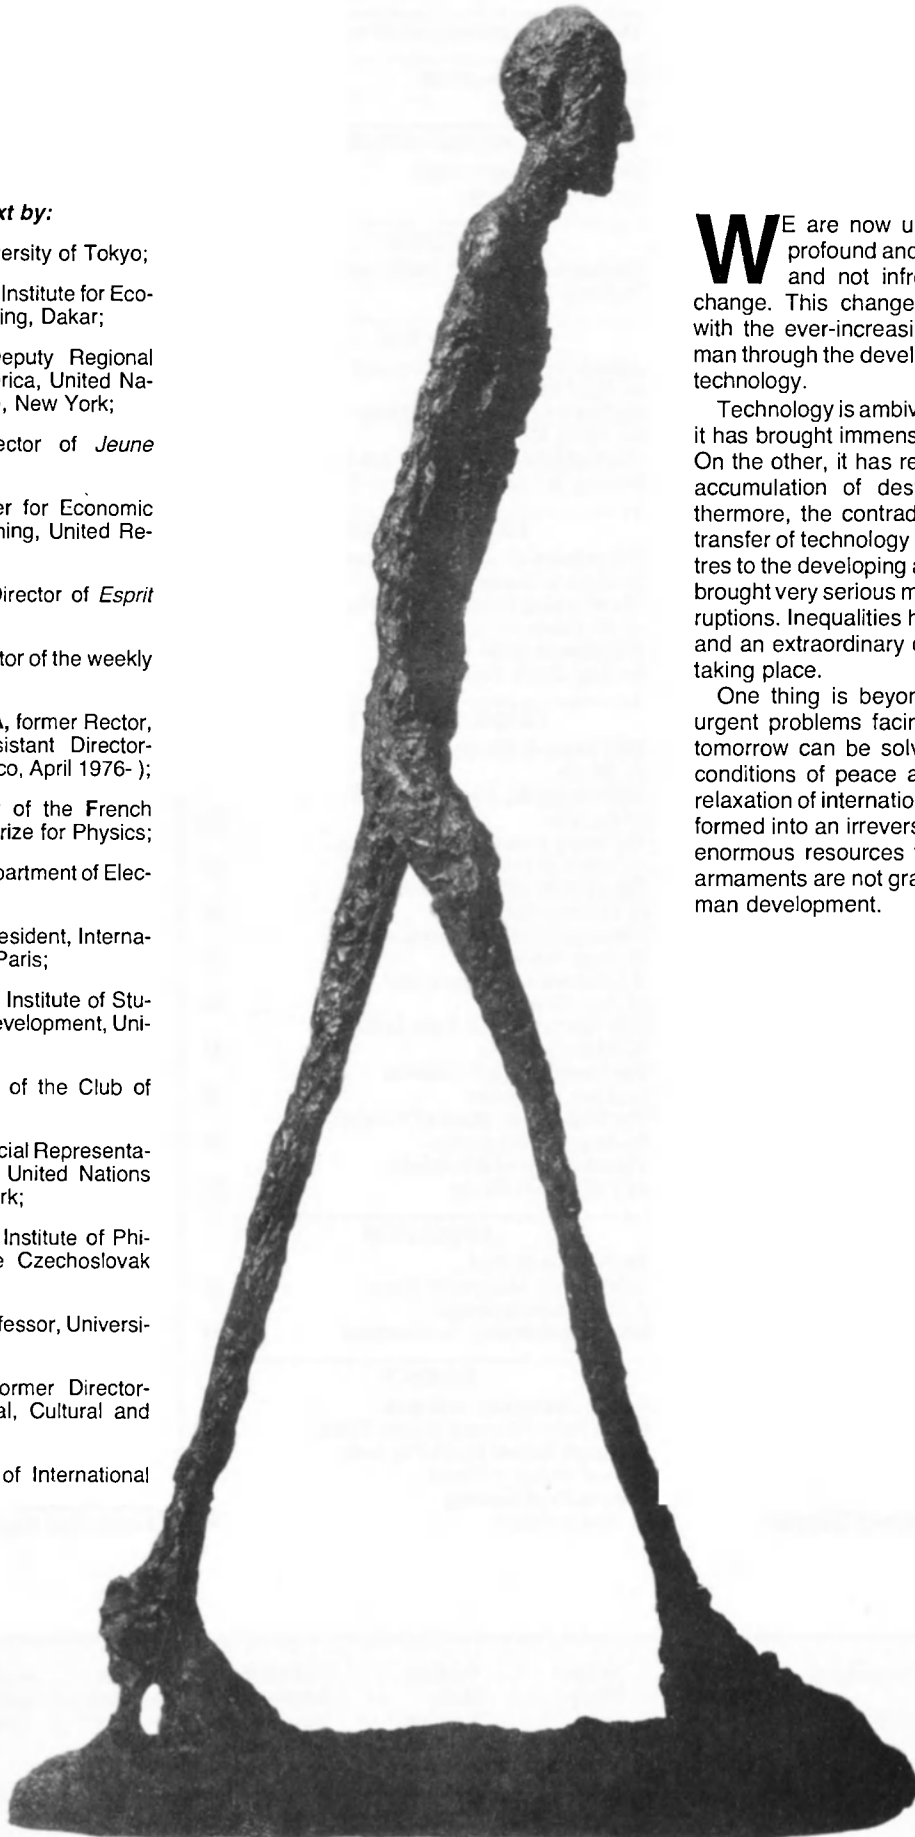 xt by:
ersity of Tokyo;
Institute for Eco-
ing, Dakar;
eputy Regional
rica, United Na-
, New York;
ector of Jeune
er for Economic
ning, United Re-
Director of Esprit
tor of the weekly
A, former Rector,
sistant Director-
co, April 1976- );
r of the French
rize for Physics;
partment of Elec-
esident, Interna-
Paris;
Institute of Stu-
evelopment, Uni-
of the Club of
cial Representa-
United Nations
rk;
Institute of Phi-
e Czechoslovak
fessor, Universi-
ormer Director-
al, Cultural and
of International
WE are now u
profound and
and not infr
change. This change
with the ever-increasi
man through the devel
technology.
Technology is ambiv
it has brought immens
On the other, it has re
accumulation of des
thermore, the contrad
transfer of technology
tres to the developing a
brought very serious m
ruptions. Inequalities h
and an extraordinary
taking place.
One thing is beyon
urgent problems facin
tomorrow can be solv
conditions of peace a
relaxation of internatio
formed into an irrevers
enormous resources
armaments are not gra
man development.